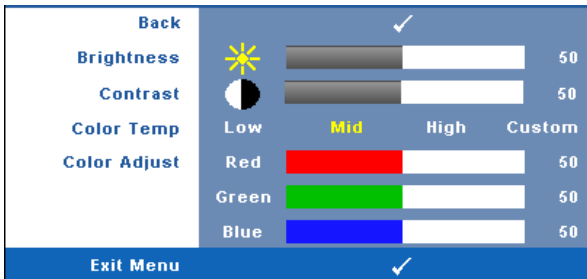 Back
Brightness 50
Contrast 50
Color Temp Low Mid High Custom
Color Adjust Red 50
Green 50
Blue 50
Exit Menu